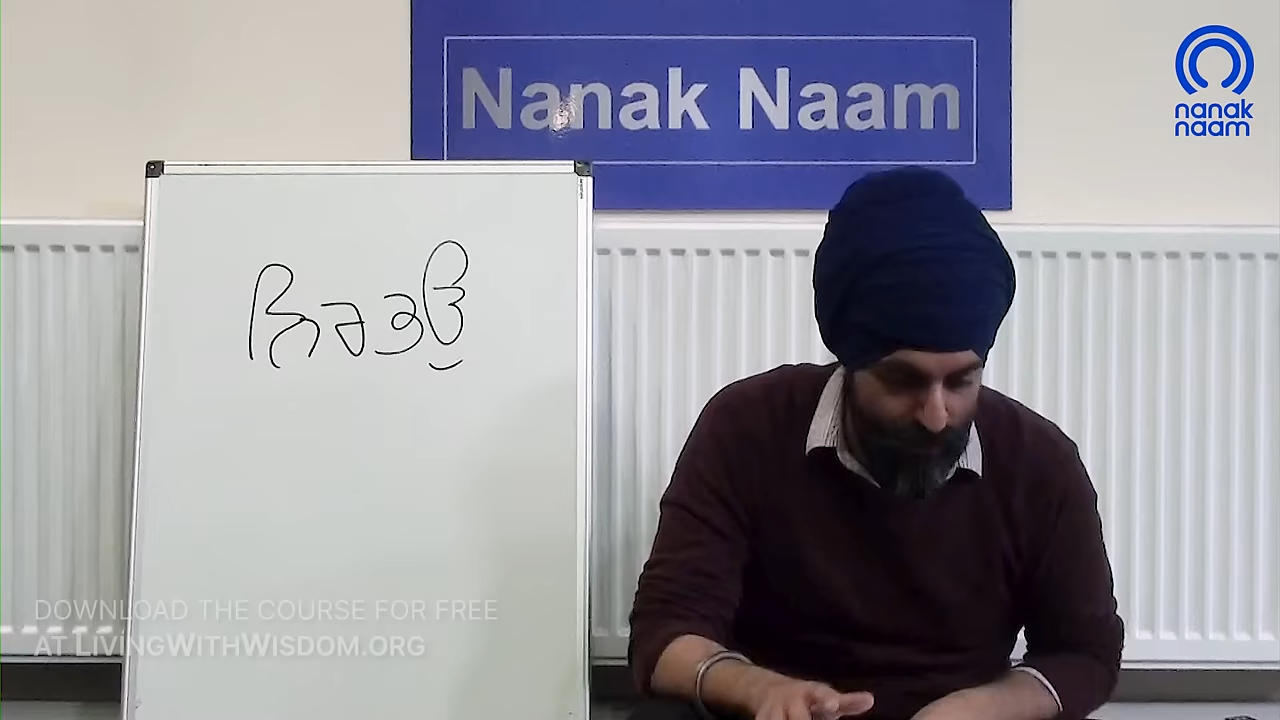 Nanak Naam
nanak
naam
ਨਿਰਭਉ
DOWNLOAD THE COURSE FOR FREE
AT LIVINGWITHWISDOM.ORG